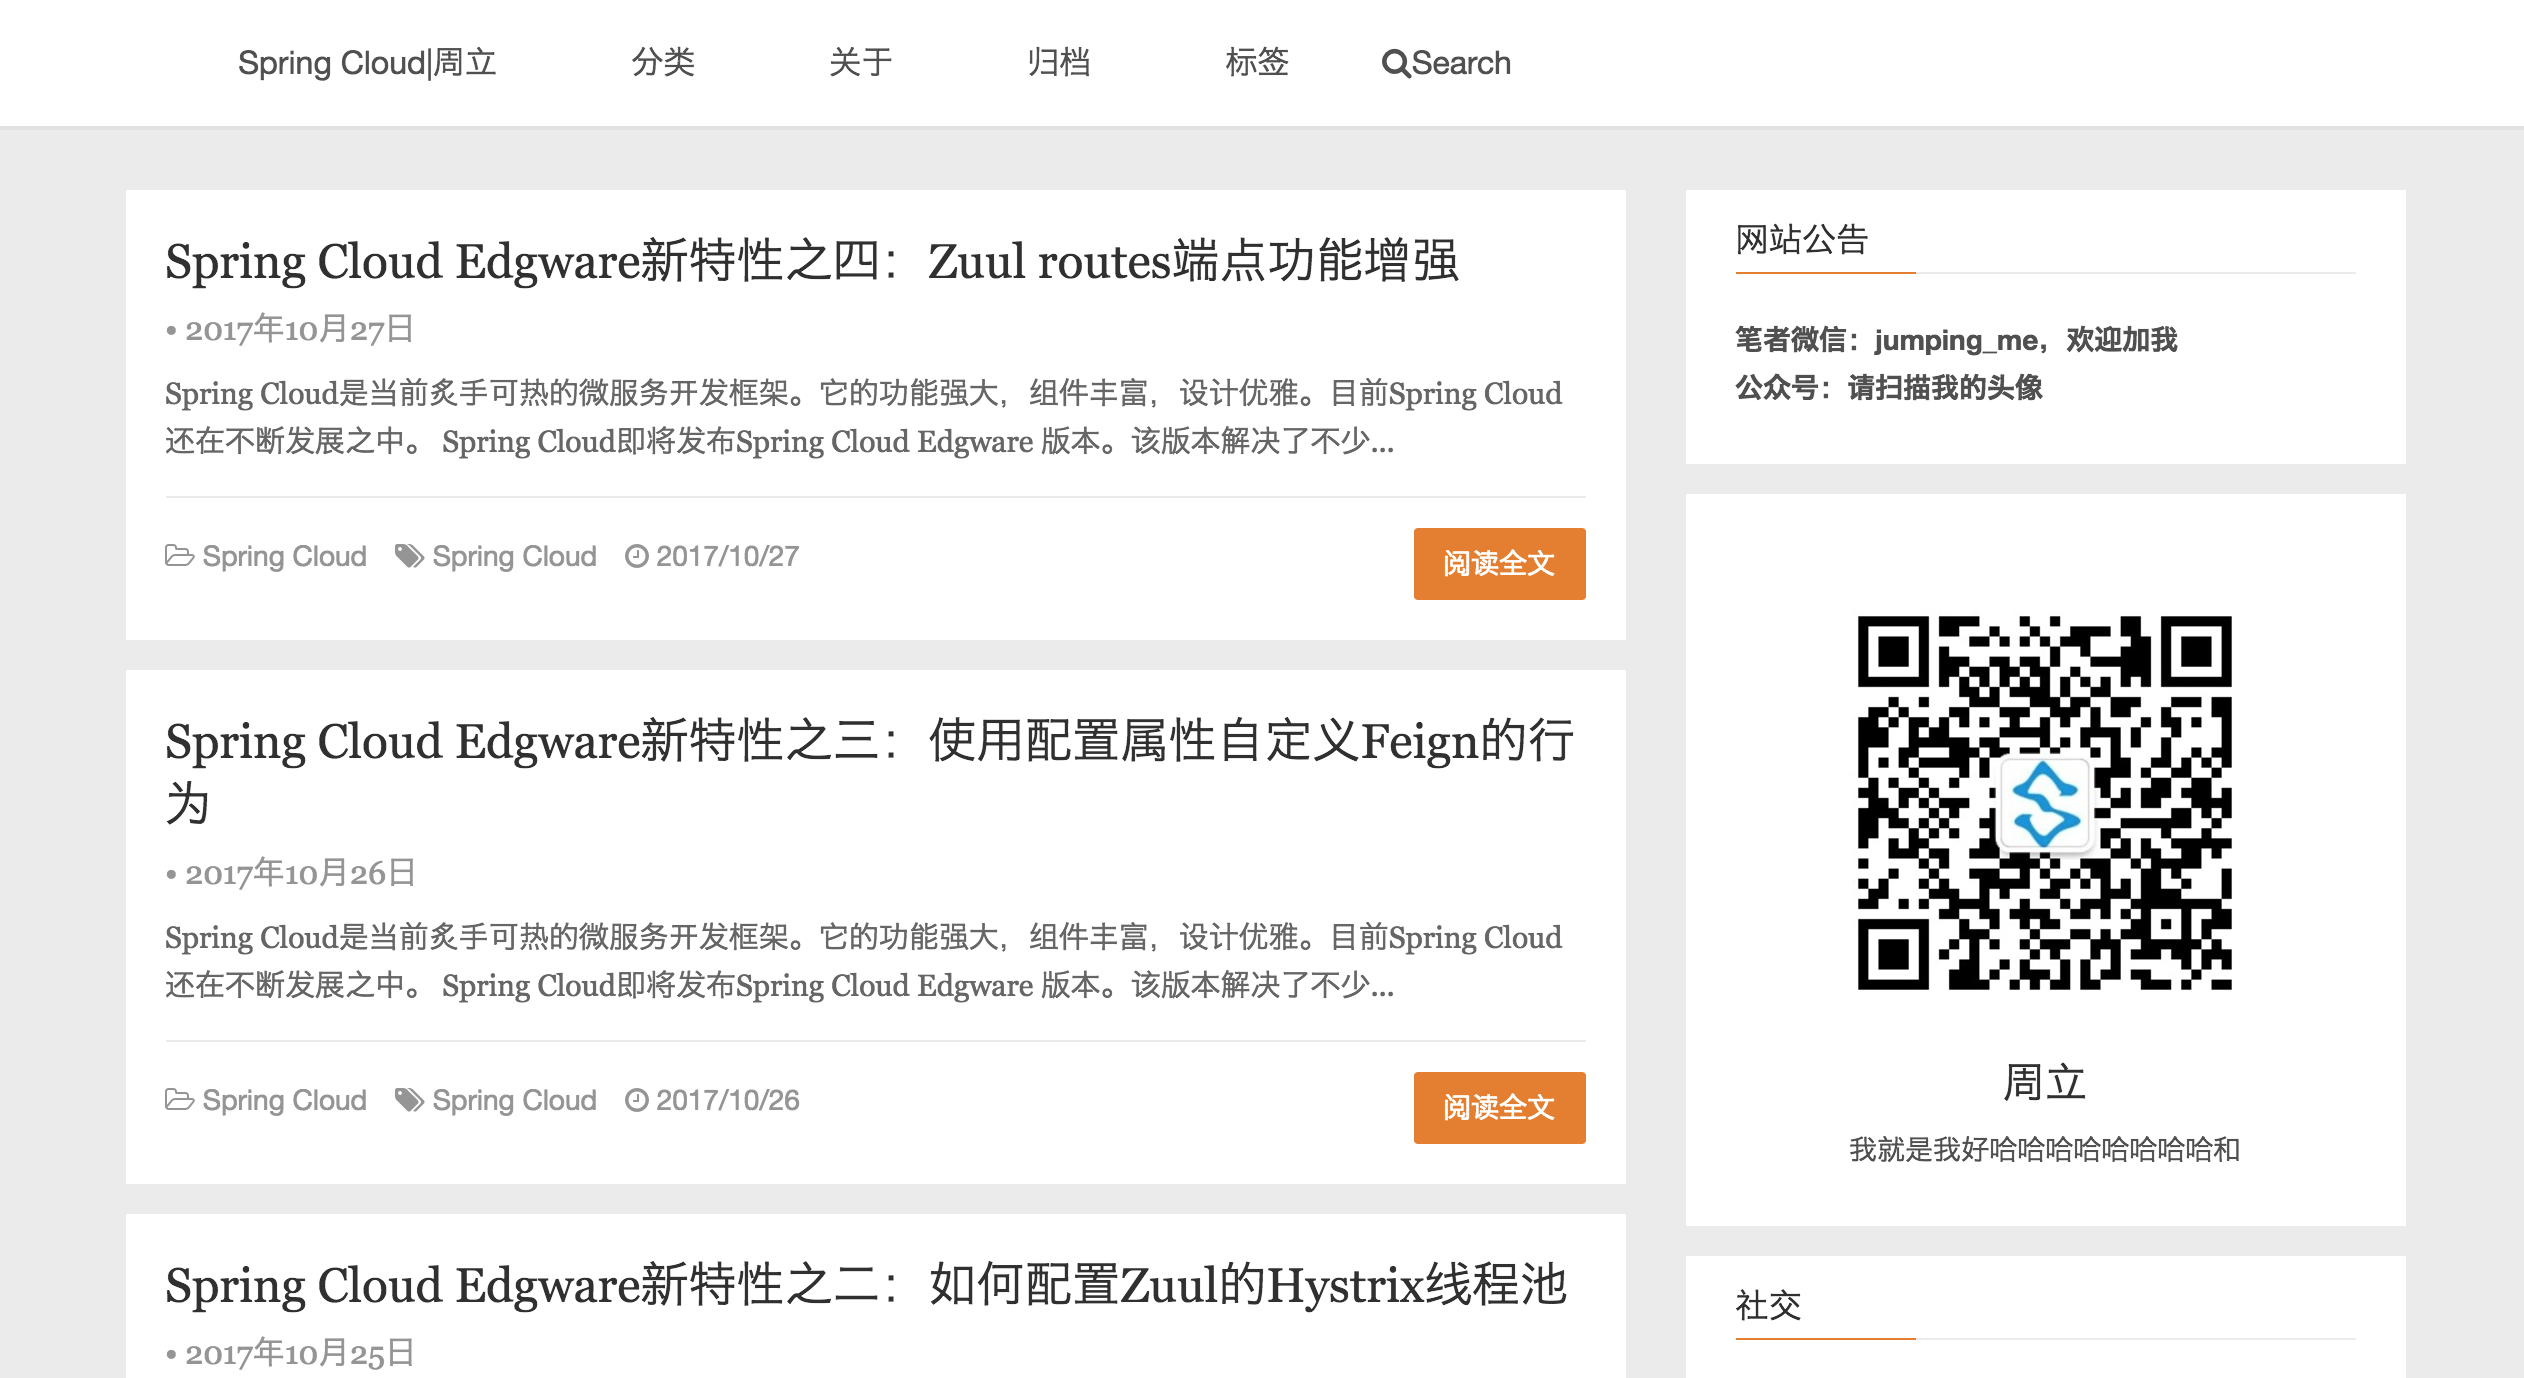 Spring Cloud|周立 分类 关于 归档 标签 Search
Spring Cloud Edgware新特性之四：Zuul routes端点功能增强
• 2017年10月27日
Spring Cloud是当前炙手可热的微服务开发框架。它的功能强大，组件丰富，设计优雅。目前Spring Cloud
还在不断发展之中。 Spring Cloud即将发布Spring Cloud Edgware 版本。该版本解决了不少...
Spring Cloud Spring Cloud 2017/10/27
阅读全文
Spring Cloud Edgware新特性之三：使用配置属性自定义Feign的行
为
• 2017年10月26日
Spring Cloud是当前炙手可热的微服务开发框架。它的功能强大，组件丰富，设计优雅。目前Spring Cloud
还在不断发展之中。 Spring Cloud即将发布Spring Cloud Edgware 版本。该版本解决了不少...
Spring Cloud Spring Cloud 2017/10/26
阅读全文
Spring Cloud Edgware新特性之二：如何配置Zuul的Hystrix线程池
• 2017年10月25日
网站公告
笔者微信：jumping_me，欢迎加我
公众号：请扫描我的头像
周立
我就是我好哈哈哈哈哈哈哈哈和
社交